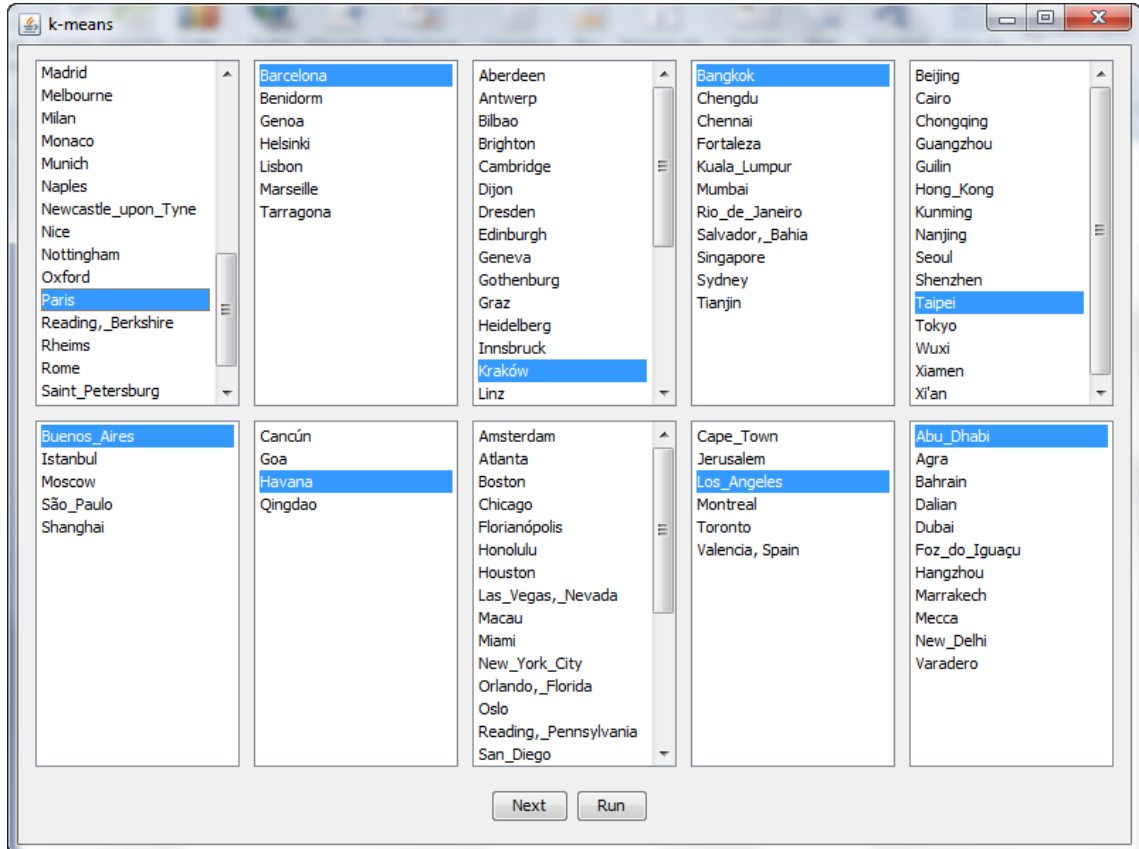 k-means
Madrid
Melbourne
Milan
Monaco
Munich
Naples
Newcastle_upon_Tyne
Nice
Nottingham
Oxford
Paris
Reading,_Berkshire
Rheims
Rome
Saint_Petersburg
Barcelona
Benidorm
Genoa
Helsinki
Lisbon
Marseille
Tarragona
Aberdeen
Antwerp
Bilbao
Brighton
Cambridge
Dijon
Dresden
Edinburgh
Geneva
Gothenburg
Graz
Heidelberg
Innsbruck
Kraków
Linz
Bangkok
Chengdu
Chennai
Fortaleza
Kuala_Lumpur
Mumbai
Rio_de_Janeiro
Salvador,_Bahia
Singapore
Sydney
Tianjin
Beijing
Cairo
Chongqing
Guangzhou
Guilin
Hong_Kong
Kunming
Nanjing
Seoul
Shenzhen
Taipei
Tokyo
Wuxi
Xiamen
Xi'an
Buenos_Aires
Istanbul
Moscow
São_Paulo
Shanghai
Cancún
Goa
Havana
Qingdao
Amsterdam
Atlanta
Boston
Chicago
Florianópolis
Honolulu
Houston
Las_Vegas,_Nevada
Macau
Miami
New_York_City
Orlando,_Florida
Oslo
Reading,_Pennsylvania
San_Diego
Cape_Town
Jerusalem
Los_Angeles
Montreal
Toronto
Valencia, Spain
Abu_Dhabi
Agra
Bahrain
Dalian
Dubai
Foz_do_Iguaçu
Hangzhou
Marrakech
Mecca
New_Delhi
Varadero
Next
Run